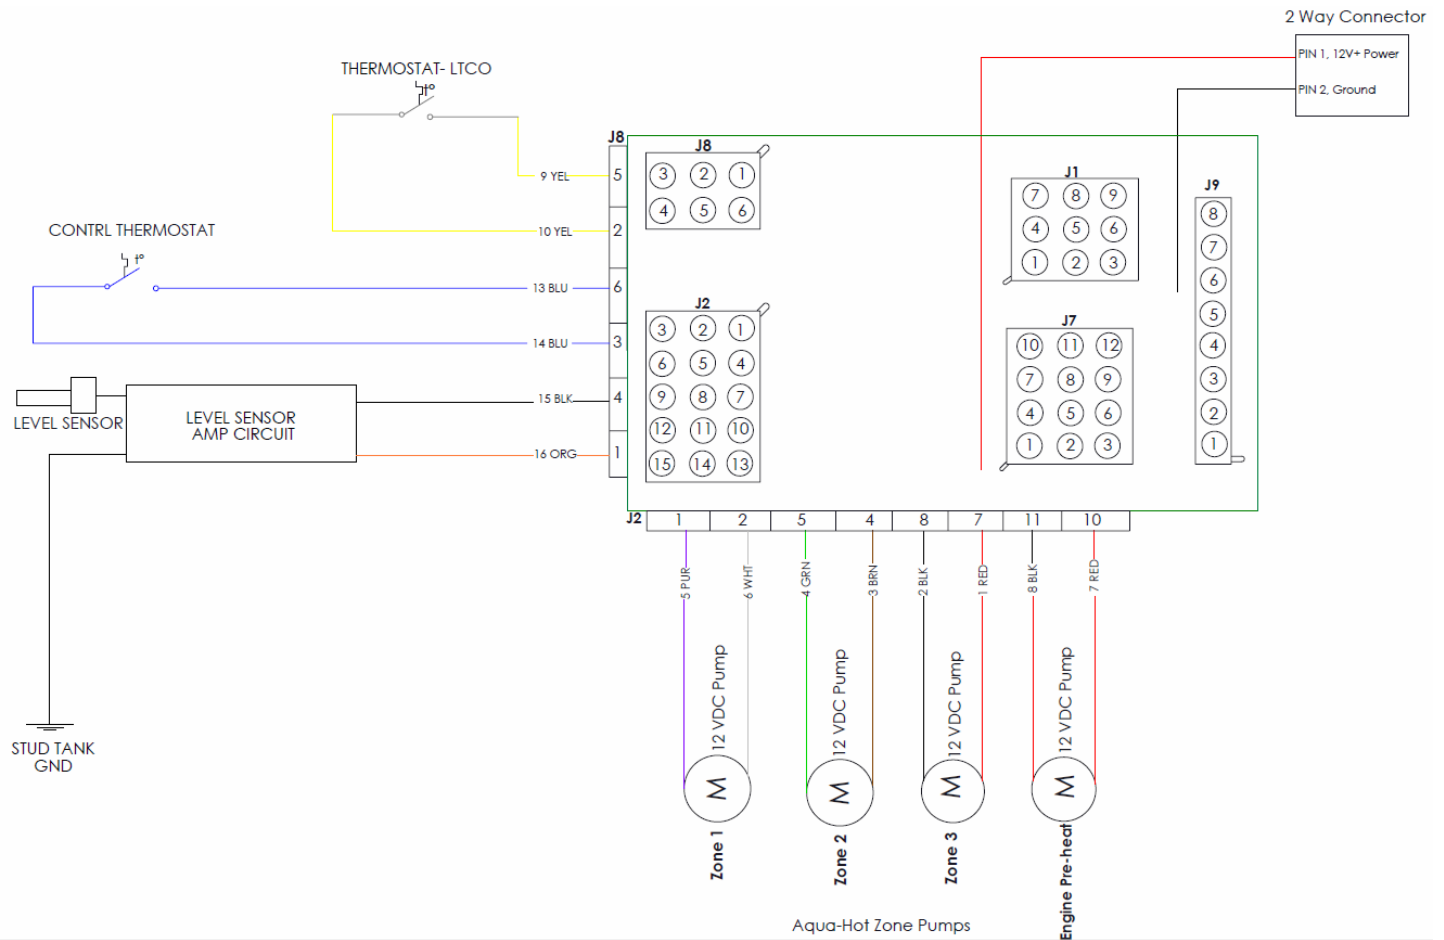 2 Way Connector
PIN 1, 12V+ Power
PIN 2, Ground
THERMOSTAT- LTCO
t°
J8
J8
3 2 1
4 5 6
5
9 YEL
2
10 YEL
CONTRL THERMOSTAT
t°
6
13 BLU
3
14 BLU
4
15 BLK
1
16 ORG
LEVEL SENSOR
LEVEL SENSOR
AMP CIRCUIT
STUD TANK
GND
J1
7 8 9
4 5 6
1 2 3
J9
8
7
6
5
4
3
2
1
J2
3 2 1
6 5 4
9 8 7
12 11 10
15 14 13
J7
10 11 12
7 8 9
4 5 6
1 2 3
J2 1 2 5 4 8 7 11 10
5 PUR
6 WHT
4 GRN
3 BRN
2 BLK
1 RED
8 BLK
7 RED
12 VDC Pump
12 VDC Pump
12 VDC Pump
12 VDC Pump
M
M
M
M
Zone 1
Zone 2
Zone 3
Engine Pre-heat
Aqua-Hot Zone Pumps